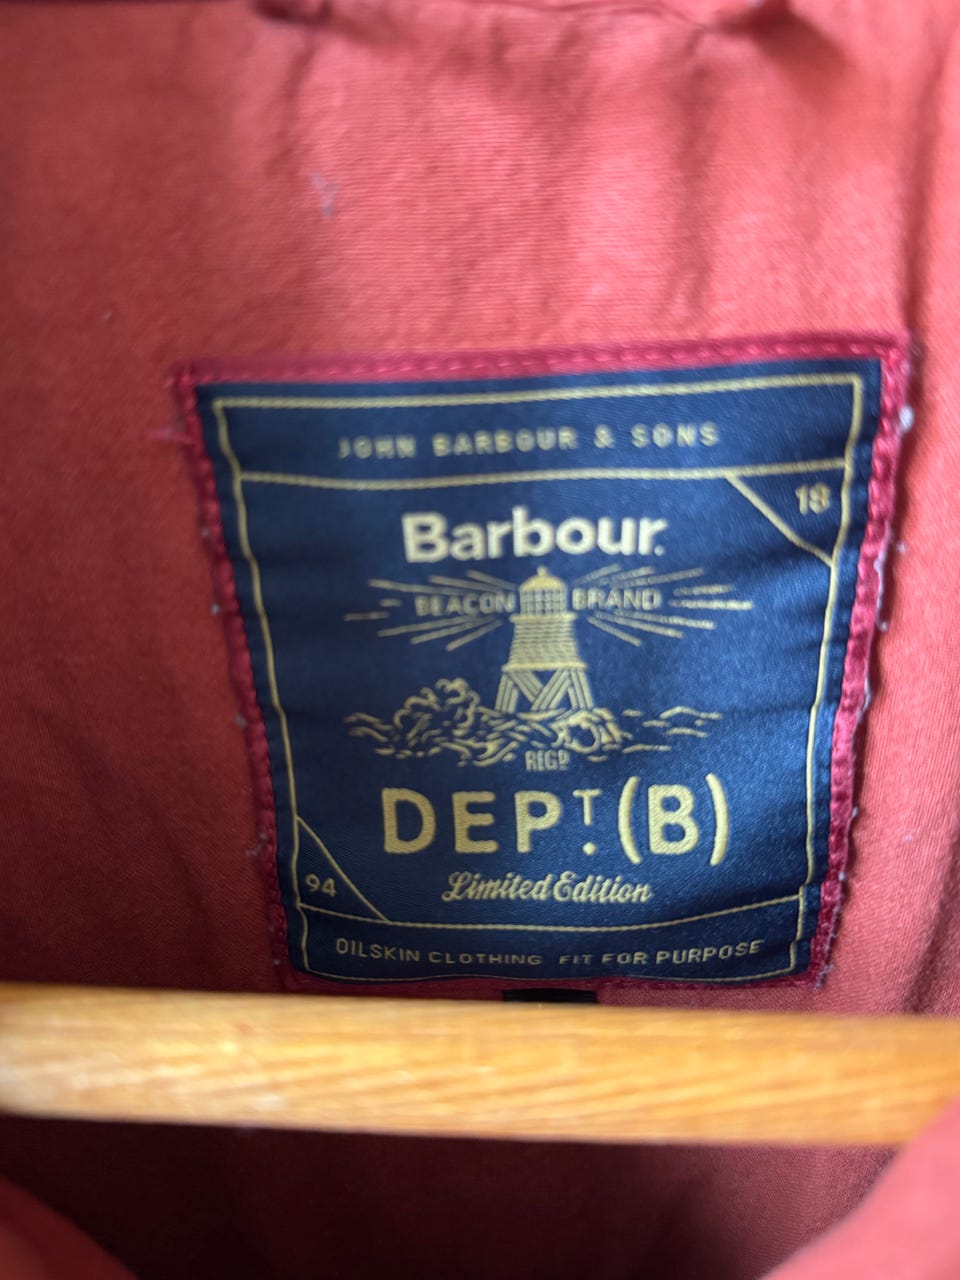 JOHN BARBOUR & SONS
18
Barbour.
BEACON BRAND
REGD
DEPT. (B)
94
Limited Edition
OILSKIN CLOTHING FIT FOR PURPOSE